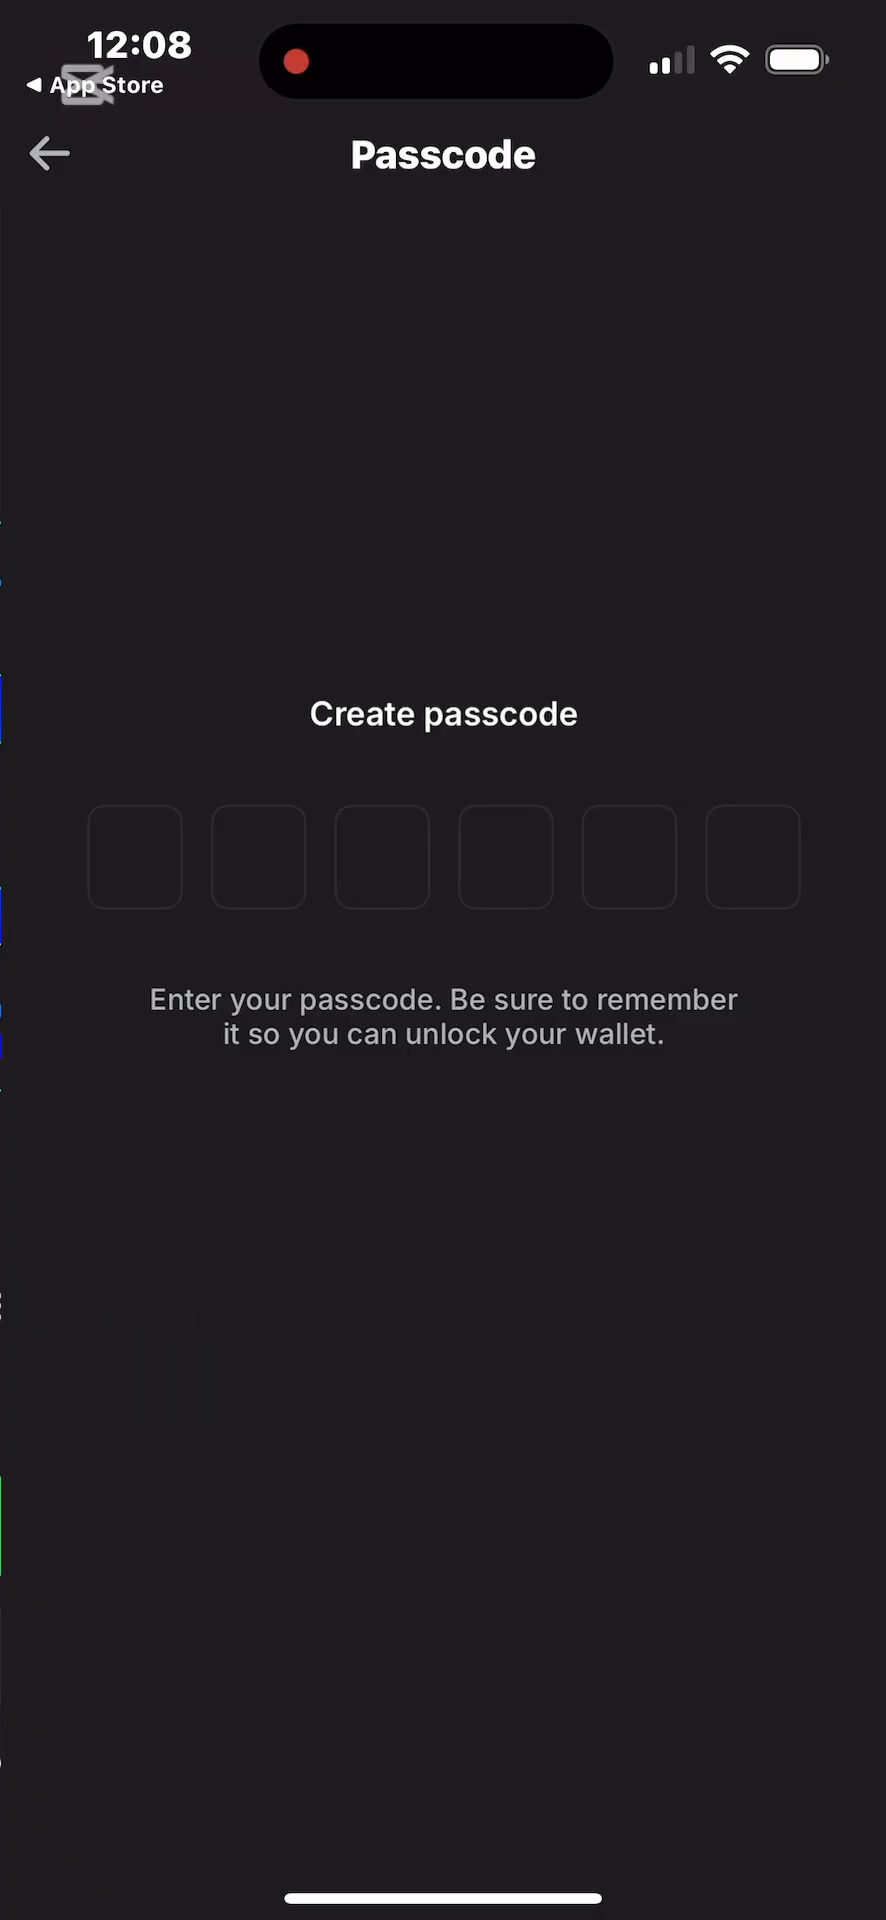 12:08
App Store
Passcode
Create passcode
Enter your passcode. Be sure to remember
it so you can unlock your wallet.